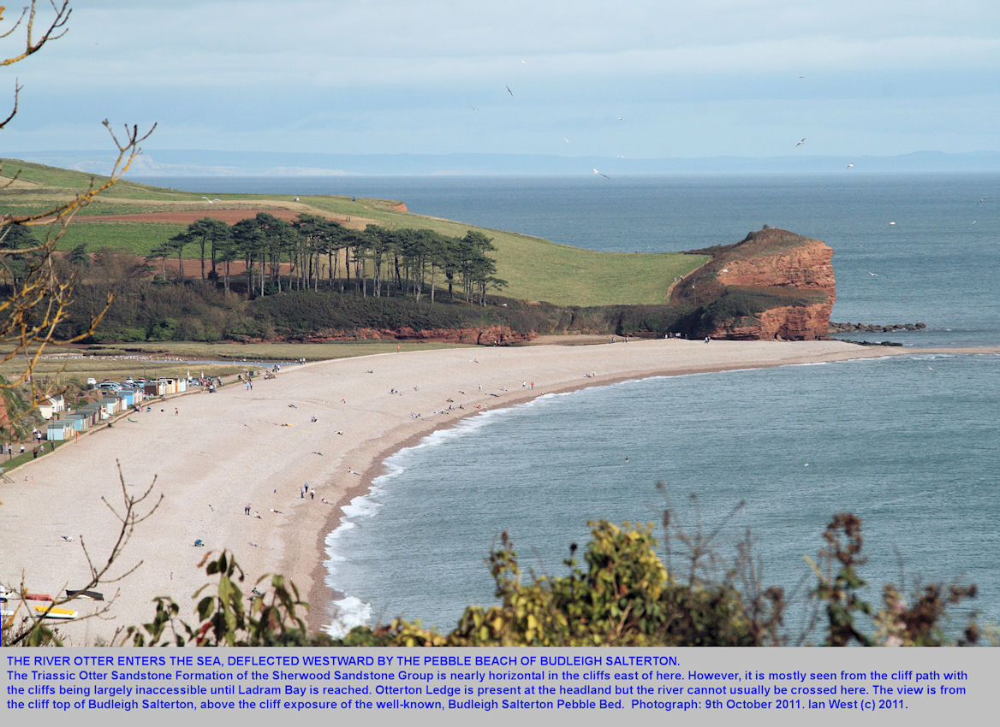 THE RIVER OTTER ENTERS THE SEA, DEFLECTED WESTWARD BY THE PEBBLE BEACH OF BUDLEIGH SALTERTON.
The Triassic Otter Sandstone Formation of the Sherwood Sandstone Group is nearly horizontal in the cliffs east of here. However, it is mostly seen from the cliff path with
the cliffs being largely inaccessible until Ladram Bay is reached. Otterton Ledge is present at the headland but the river cannot usually be crossed here. The view is from
the cliff top of Budleigh Salterton, above the cliff exposure of the well-known, Budleigh Salterton Pebble Bed. Photograph: 9th October 2011. Ian West (c) 2011.